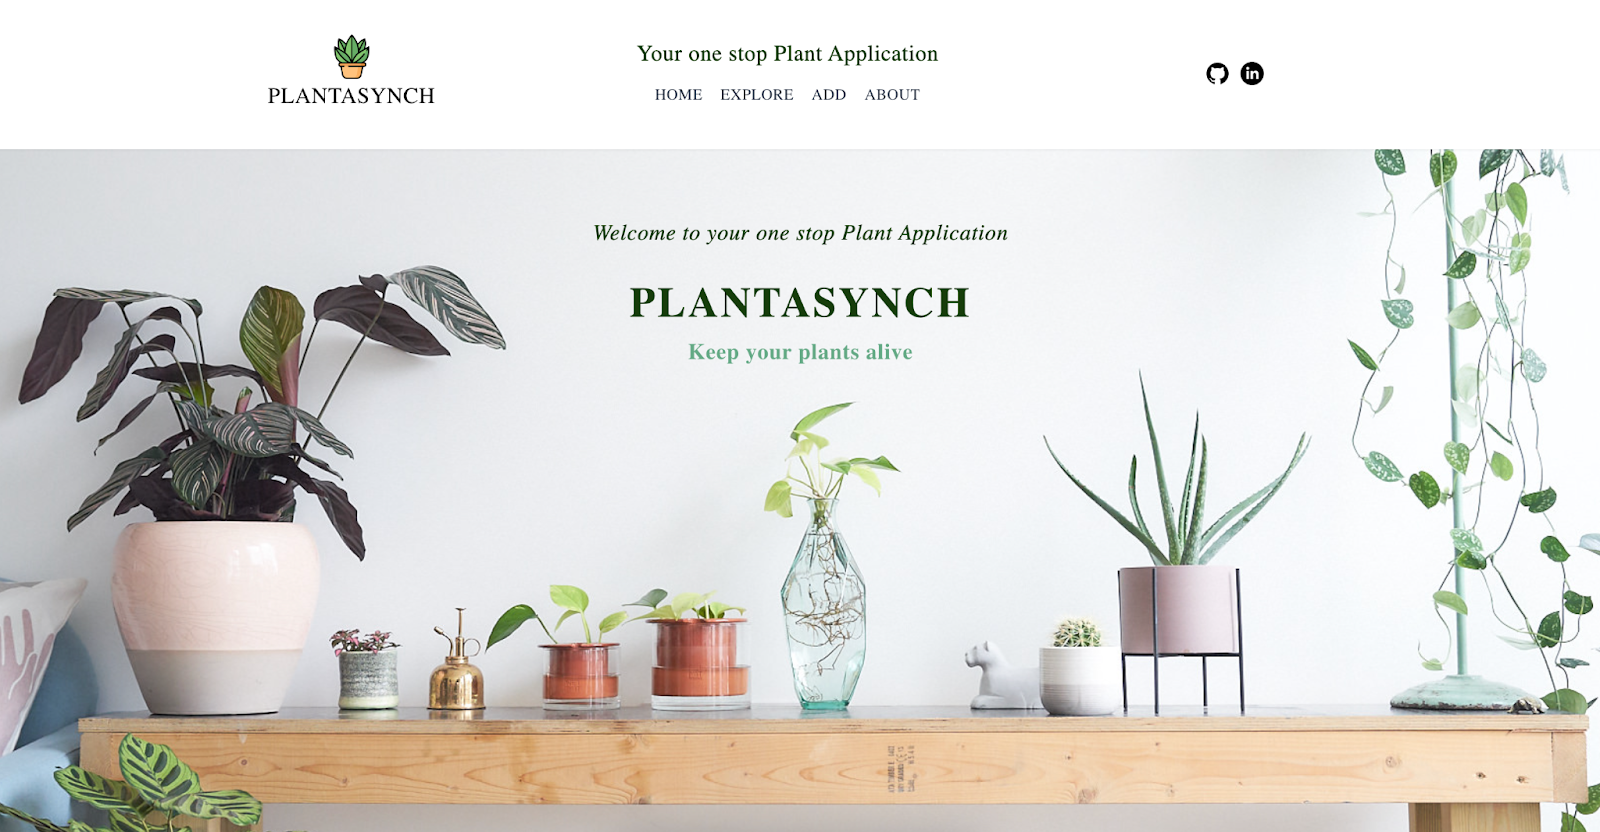 PLANTASYNCH
Your one stop Plant Application
HOME EXPLORE ADD ABOUT
in
Welcome to your one stop Plant Application
PLANTASYNCH
Keep your plants alive